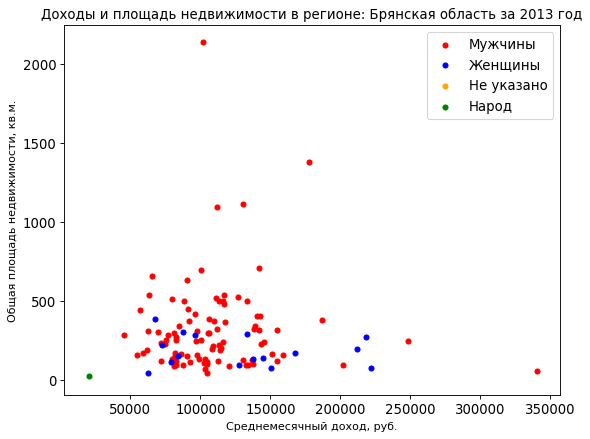 Доходы и площадь недвижимости в регионе: Брянская область за 2013 год
Общая площадь недвижимости, кв.м.
2000
1500
1000
500
0
Мужчины
Женщины
Не указано
Народ
50000 100000 150000 200000 250000 300000 350000
Среднемесячный доход, руб.